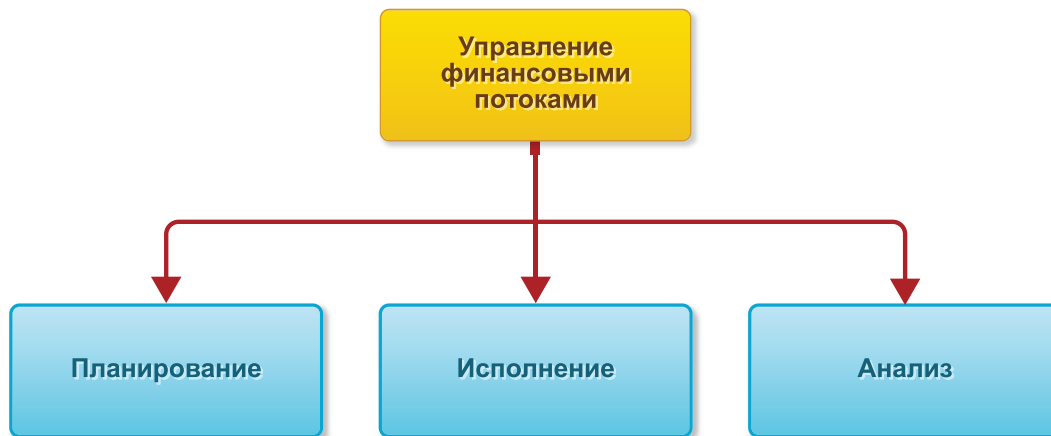 Управление
финансовыми
потоками
Планирование
Исполнение
Анализ